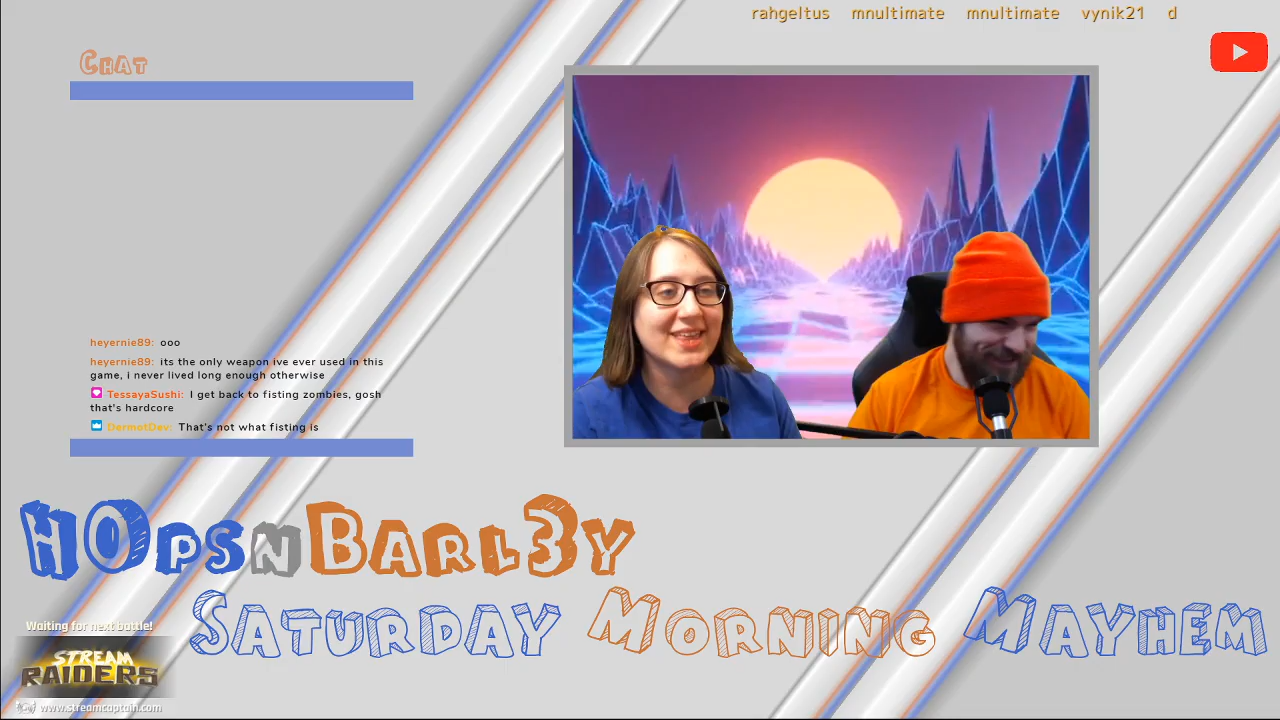 rahgeltus mnultimate mnultimate vynik21 d
Chat
heyernie89: ooo
heyernie89: its the only weapon ive ever used in this
game, i never lived long enough otherwise
TessayaSushi: I get back to fisting zombies, gosh
that's hardcore
DermotDev: That's not what fisting is
H0psnBarl3y
Saturday Morning Mayhem
Waiting for next battle!
STREAM
RAIDERS
www.streamcaptain.com